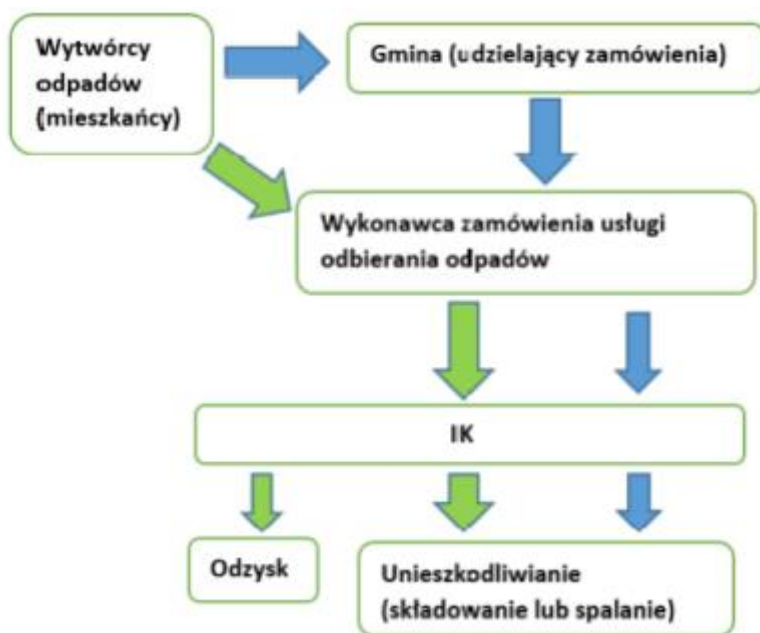 Wytwórcy
odpadów
(mieszkańcy)
Gmina (udzielający zamówienia)
Wykonawca zamówienia usługi
odbierania odpadów
IK
Odzysk
Unieszkodliwianie
(składowanie lub spalanie)